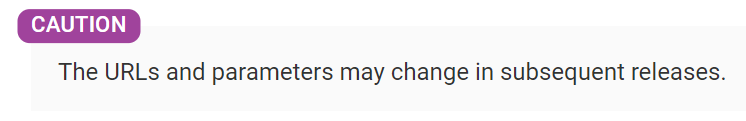 CAUTION
The URLs and parameters may change in subsequent releases.